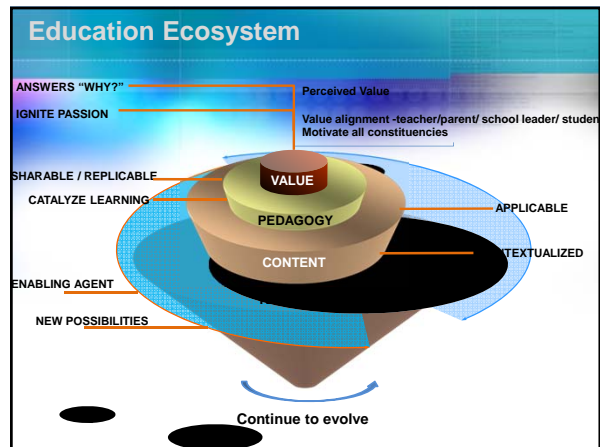 Education Ecosystem
ANSWERS “WHY?”
Perceived Value
IGNITE PASSION
Value alignment -teacher/parent/ school leader/ studen
Motivate all constituencies
SHARABLE / REPLICABLE
VALUE
CATALYZE LEARNING
PEDAGOGY
APPLICABLE
CONTENT
NTEXTUALIZED
ENABLING AGENT
NEW POSSIBILITIES
Continue to evolve